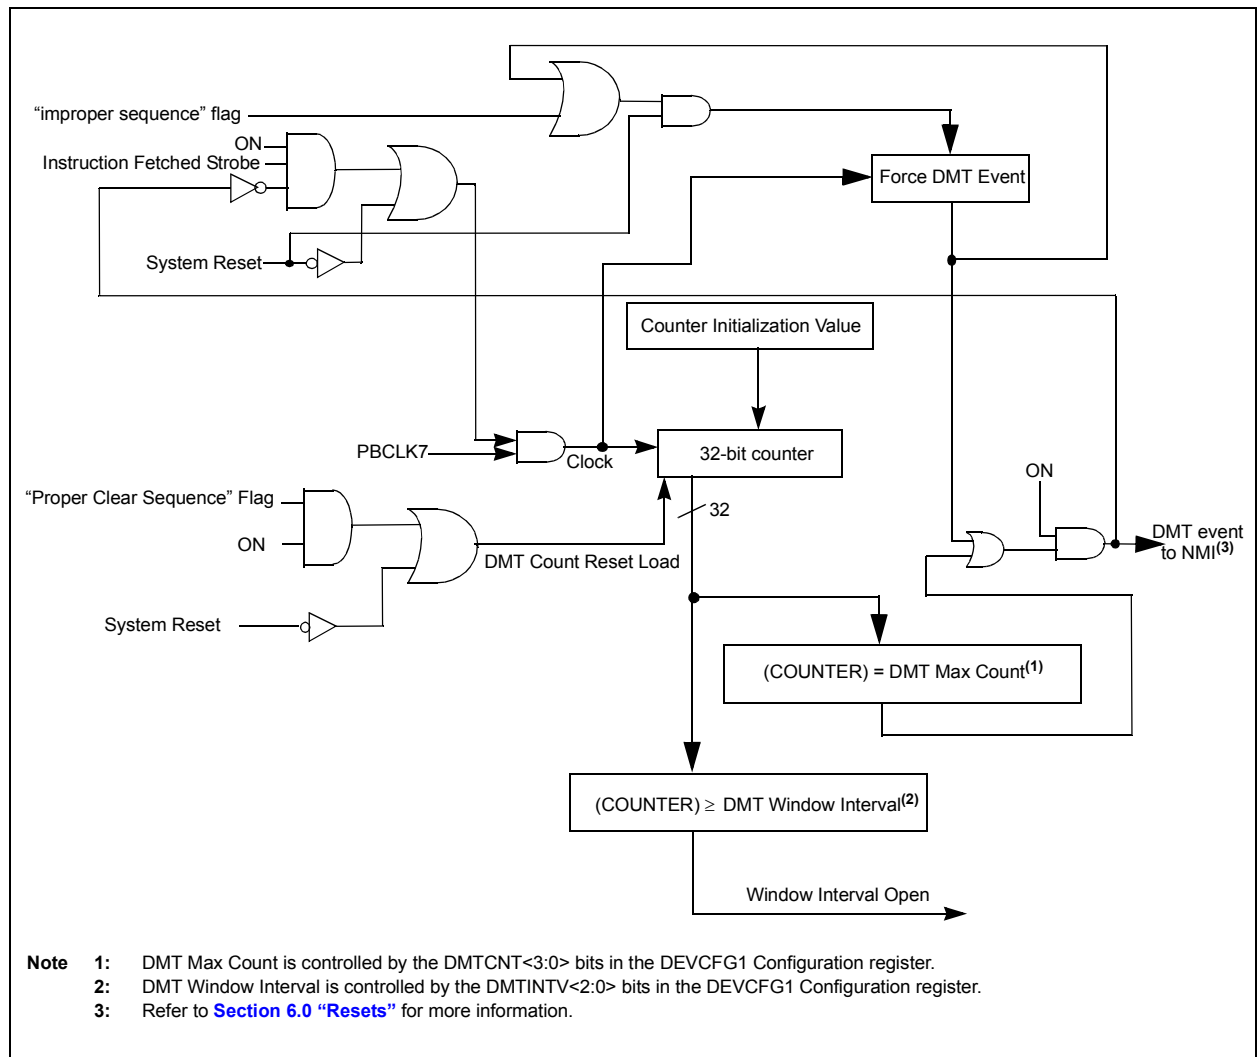 “improper sequence” flag
ON
Instruction Fetched Strobe
Force DMT Event
System Reset
Counter Initialization Value
PBCLK7
Clock
32-bit counter
“Proper Clear Sequence” Flag
ON
32
ON
DMT Count Reset Load
DMT event
to NMI(3)
System Reset
(COUNTER) = DMT Max Count(1)
(COUNTER) ≥ DMT Window Interval(2)
Window Interval Open
Note 1: DMT Max Count is controlled by the DMTCNT<3:0> bits in the DEVCFG1 Configuration register.
2: DMT Window Interval is controlled by the DMTINTV<2:0> bits in the DEVCFG1 Configuration register.
3: Refer to Section 6.0 “Resets” for more information.